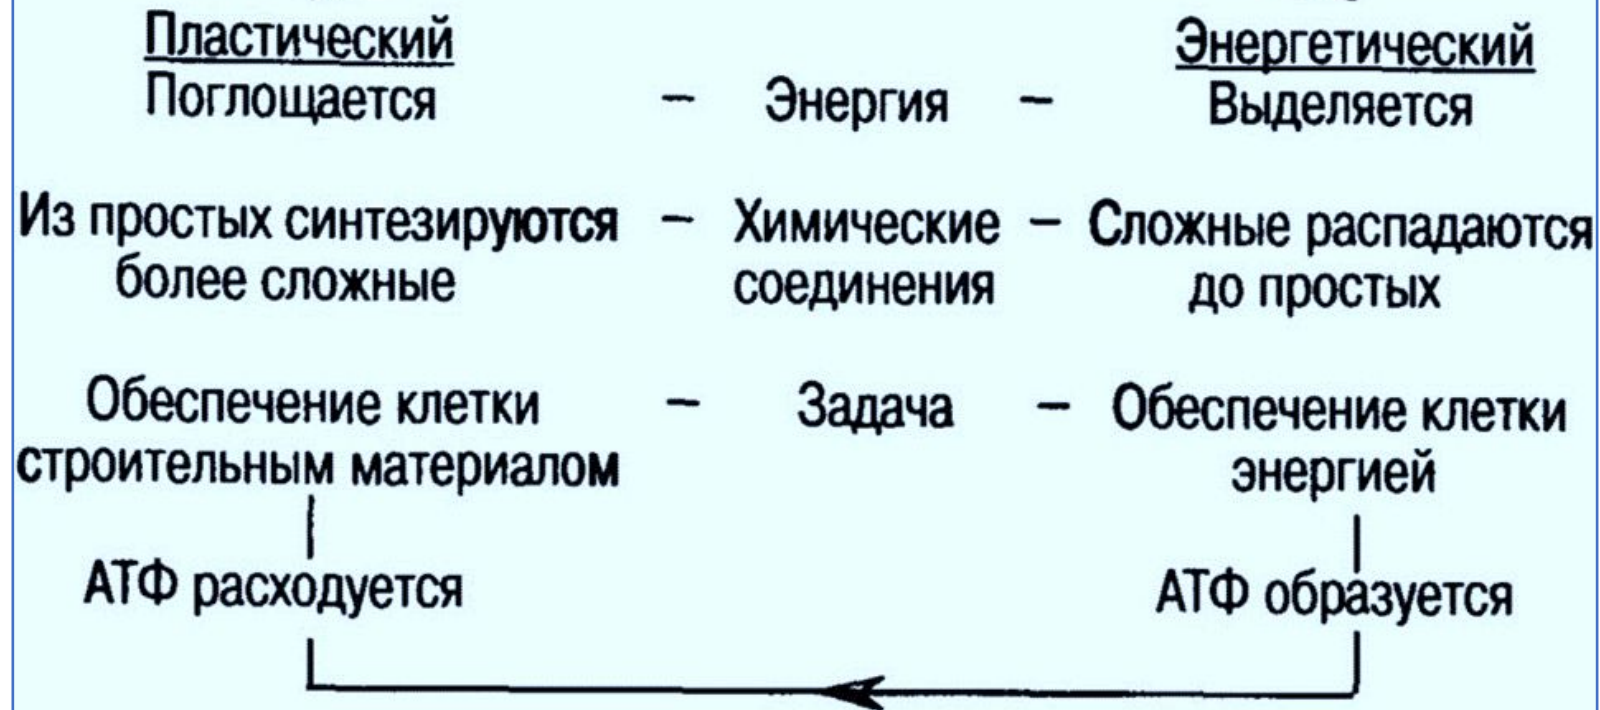 Пластический Энергетический
Поглощается – Энергия – Выделяется
Из простых синтезируются – Химические – Сложные распадаются
более сложные соединения до простых
Обеспечение клетки – Задача – Обеспечение клетки
строительным материалом энергией
АТФ расходуется АТФ образуется